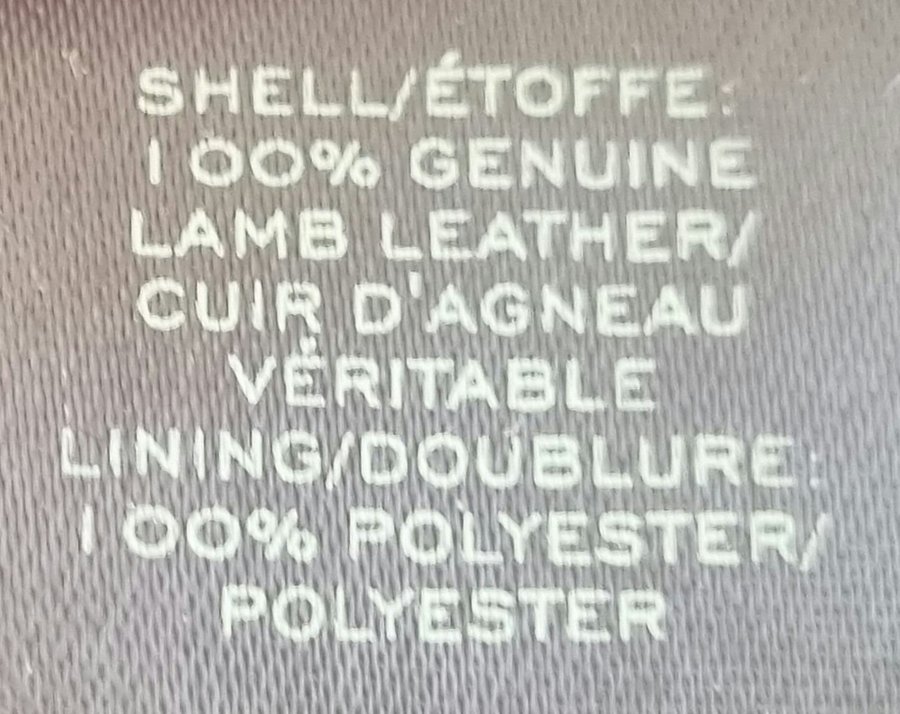 SHELL/ÉTOFFE:
100% GENUINE
LAMB LEATHER/
CUIR D'AGNEAU
VÉRITABLE
LINING/DOUBLURE:
100% POLYESTER/
POLYESTER